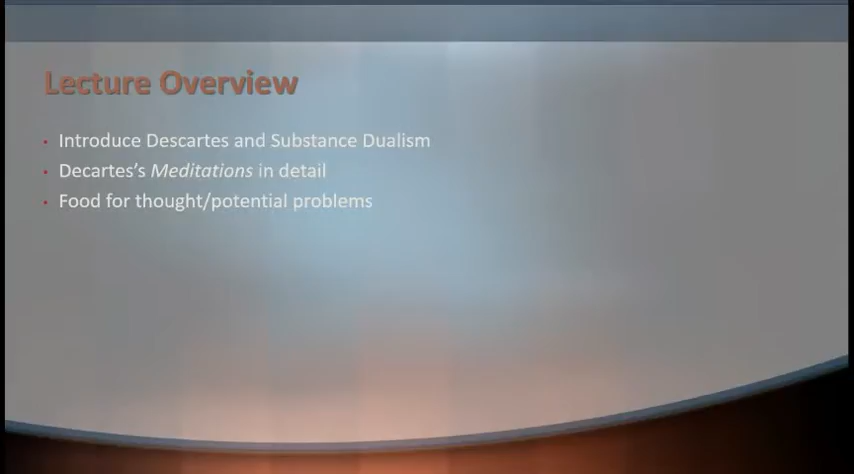 Lecture Overview
Introduce Descartes and Substance Dualism
Decartes's Meditations in detail
Food for thought/potential problems